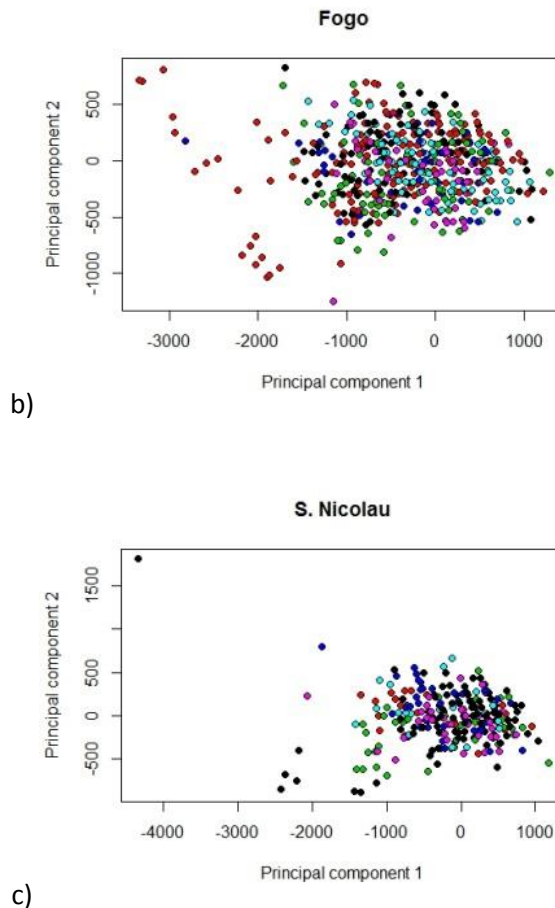 Fogo
Principal component 2
500
0
-500
-1000
-3000 -2000 -1000 0 1000
Principal component 1
b)
S. Nicolau
Principal component 2
1500
500
0
-500
-4000 -3000 -2000 -1000 0 1000
Principal component 1
c)